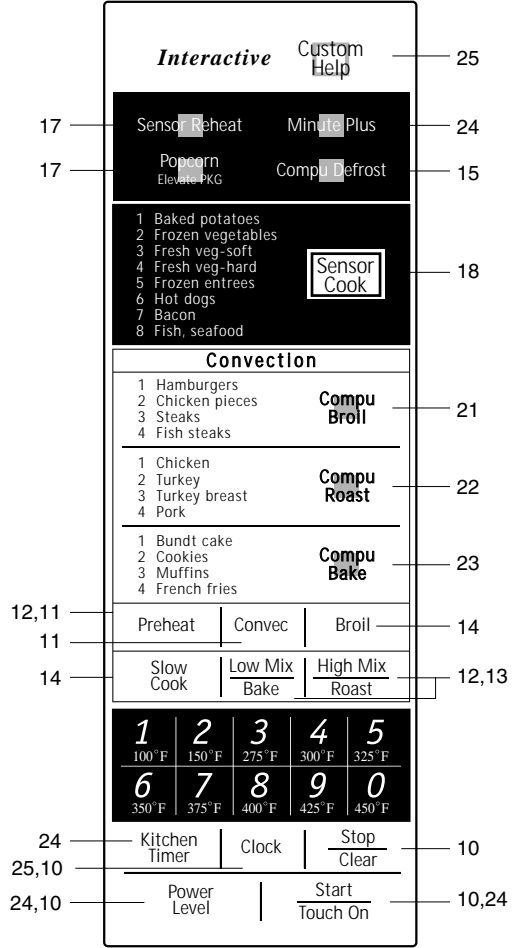 Interactive Custom Help 25
17 Sensor Reheat Minute Plus 24
17 Popcorn Compu Defrost 15
Elevate PKG
1 Baked potatoes
2 Frozen vegetables
3 Fresh veg-soft
4 Fresh veg-hard
5 Frozen entrees
6 Hot dogs
7 Bacon
8 Fish, seafood
Sensor
Cook
18
Convection
1 Hamburgers
2 Chicken pieces
3 Steaks
4 Fish steaks
Compu
Broil
21
1 Chicken
2 Turkey
3 Turkey breast
4 Pork
Compu
Roast
22
1 Bundt cake
2 Cookies
3 Muffins
4 French fries
Compu
Bake
23
12,11
Preheat Convec Broil 14
11
14
Slow
Cook
Low Mix
Bake
High Mix
Roast
12,13
1 2 3 4 5
100°F 150°F 275°F 300°F 325°F
6 7 8 9 0
350°F 375°F 400°F 425°F 450°F
24
Kitchen
Timer
Clock
Stop
Clear
10
25,10
24,10
Power
Level
Start
Touch On
10,24